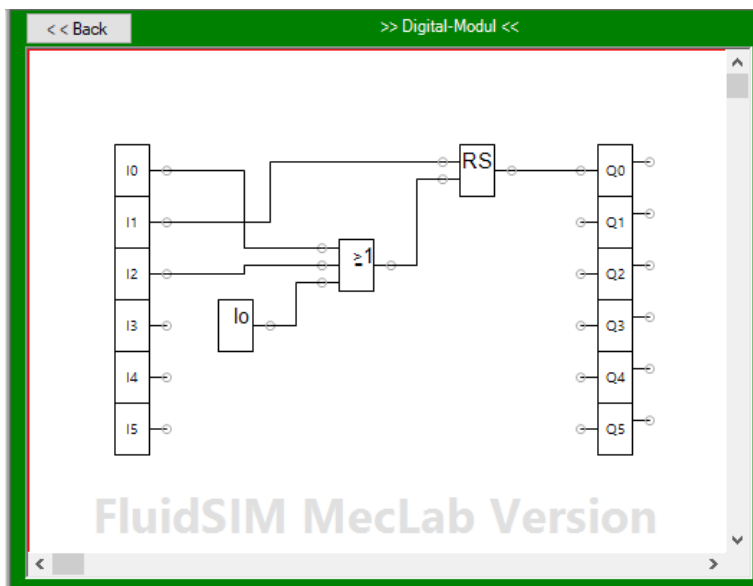 < < Back
>> Digital-Modul <<
RS
I0
Q0
I1
Q1
≥1
I2
Q2
lo
I3
Q3
I4
Q4
I5
Q5
FluidSIM MecLab Version